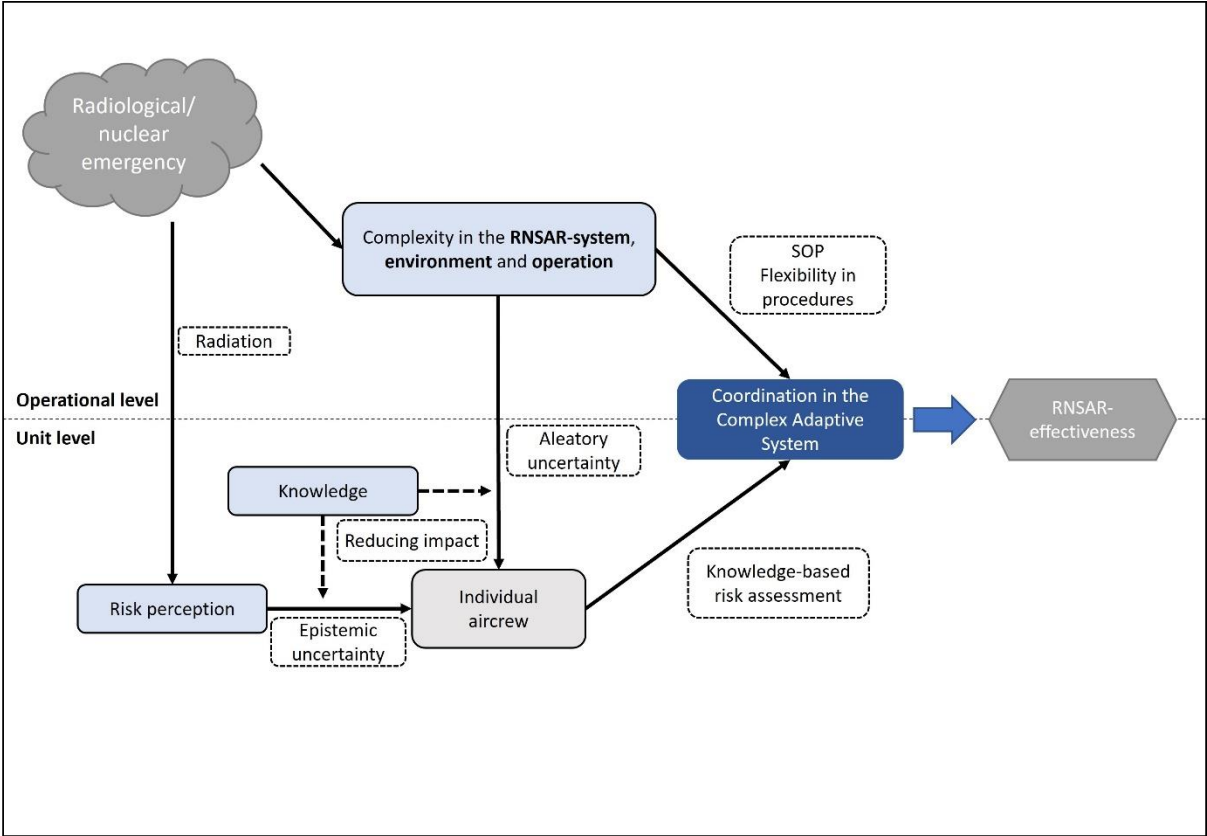 Radiological/
nuclear
emergency
Complexity in the RNSAR-system,
environment and operation
SOP
Flexibility in
procedures
Radiation
Operational level
Unit level
Coordination in the
Complex Adaptive
System
RNSAR-
effectiveness
Aleatory
uncertainty
Knowledge
Reducing impact
Risk perception
Epistemic
uncertainty
Individual
aircrew
Knowledge-based
risk assessment